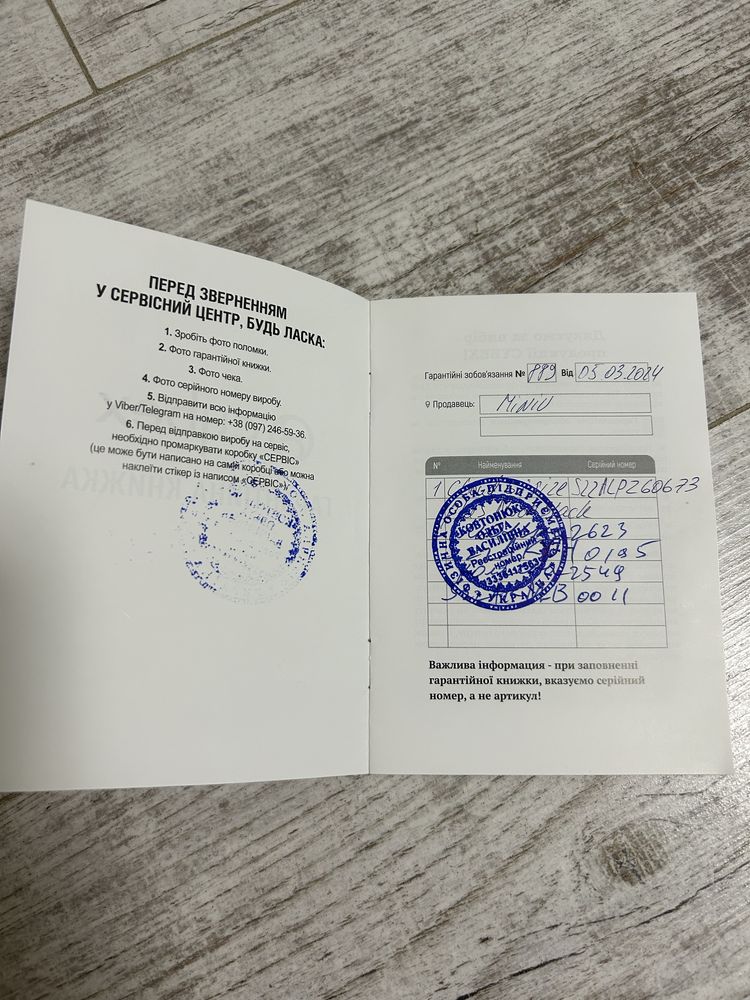 ПЕРЕД ЗВЕРНЕННЯМ
У СЕРВІСНИЙ ЦЕНТР, БУДЬ ЛАСКА:
1. Зробіть фото поломки.
2. Фото гарантійної книжки.
3. Фото чека.
4. Фото серійного номеру виробу.
5. Відправити всю інформацію
у Viber/Telegram на номер: +38 (097) 246-59-36.
6. Перед відправкою виробу на сервіс,
необхідно промаркувати коробку «СЕРВІС»
(це може бути написано на самій коробці або можна
наклеїти стікер із написом «СЕРВІС»)
Гарантійні зобов'язання № 889 Від 03.03.2024
Продавець: MiNiU
№ Найменування Серійний номер
1 size S22ALPZ60673
2623
10195
2549
0011
ФІЗИЧНА ОСОБА-ПІДПРИЄМЕЦЬ
УКРАЇНА
ВАСИЛІВНА
Реєстраційний
номер
Важлива інформація - при заповненні
гарантійної книжки, вказуємо серійний
номер, а не артикул!